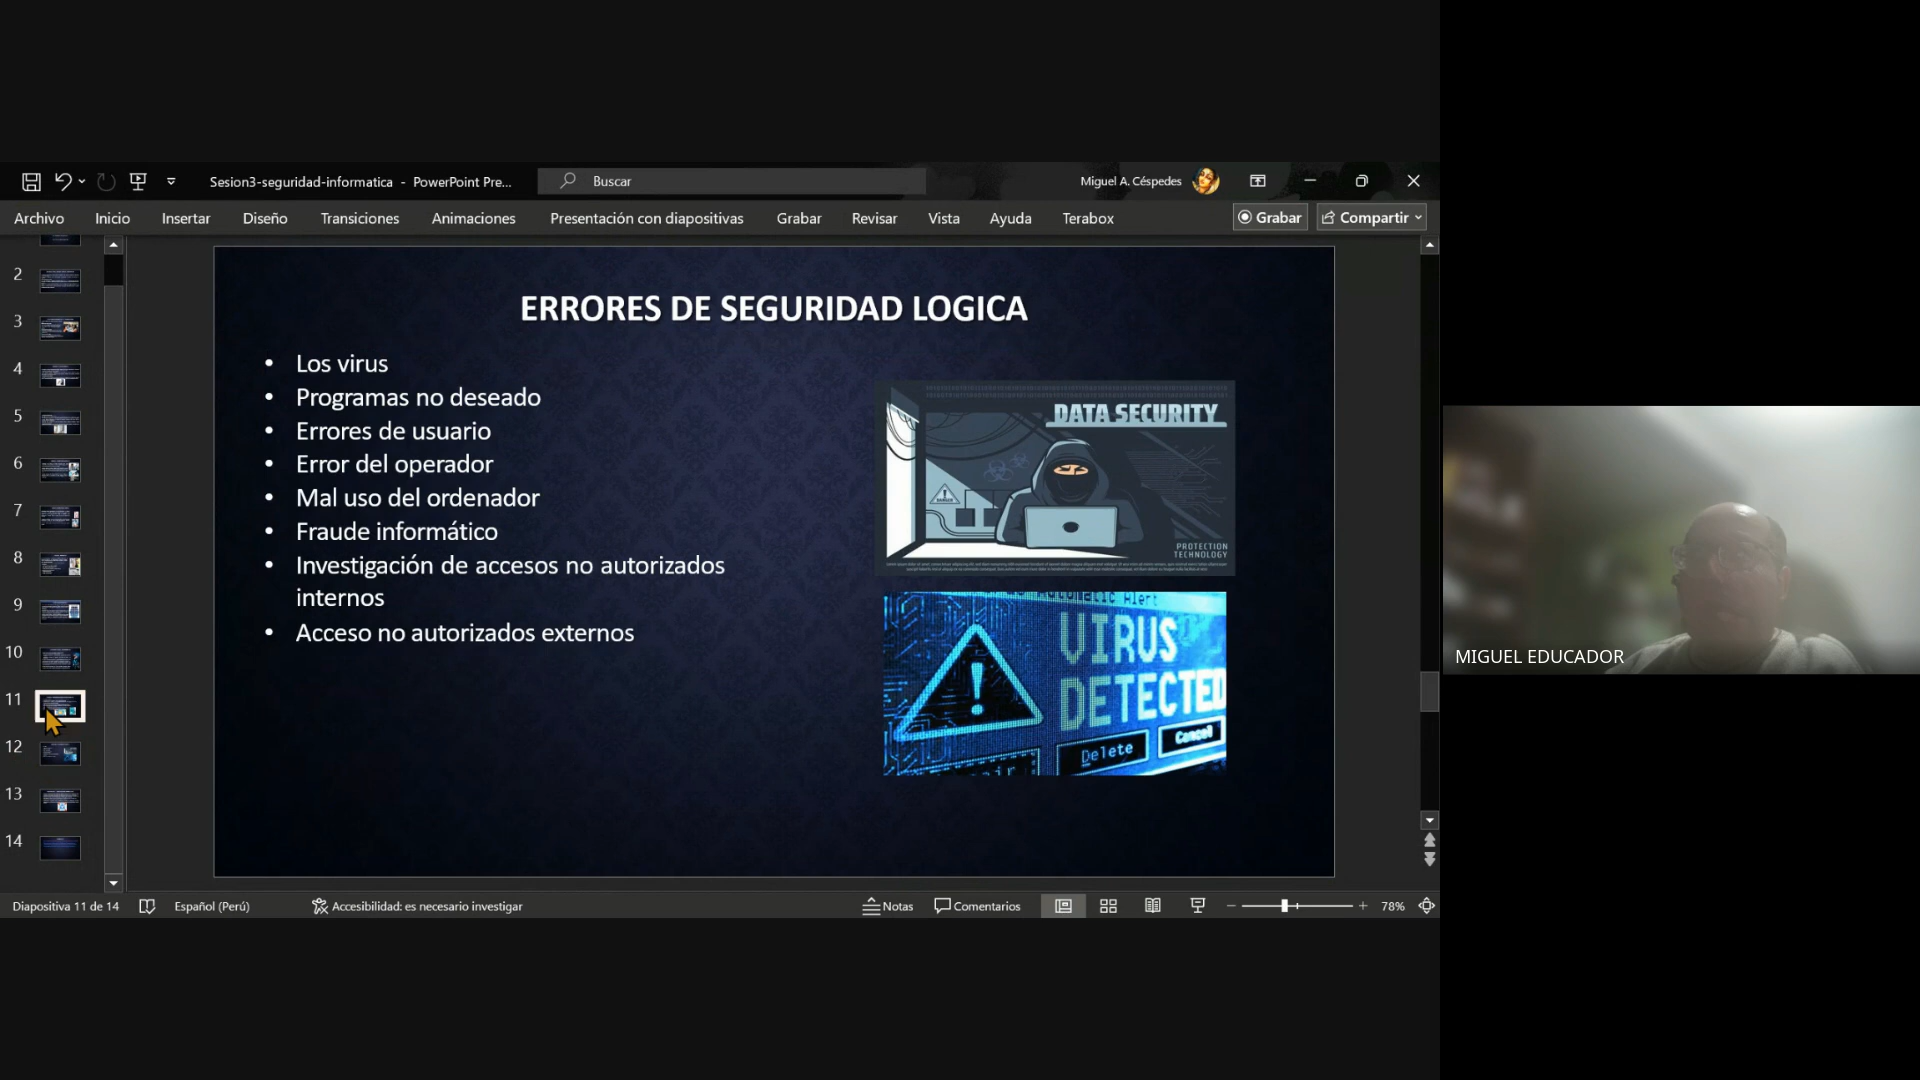 Sesion3-seguridad-informatica - PowerPoint Pre...
Buscar
Miguel A. Céspedes
Archivo Inicio Insertar Diseño Transiciones Animaciones Presentación con diapositivas Grabar Revisar Vista Ayuda Terabox
Grabar Compartir
2
3
4
5
6
7
8
9
10
11
12
13
14
ERRORES DE SEGURIDAD LOGICA
• Los virus
• Programas no deseado
• Errores de usuario
• Error del operador
• Mal uso del ordenador
• Fraude informático
• Investigación de accesos no autorizados
internos
• Acceso no autorizados externos
DATA SECURITY
PROTECTION
TECHNOLOGY
Automatic Alert
VIRUS
DETECTED
Delete
Cancel
MIGUEL EDUCADOR
Diapositiva 11 de 14
Español (Perú)
Accesibilidad: es necesario investigar
Notas
Comentarios
78%